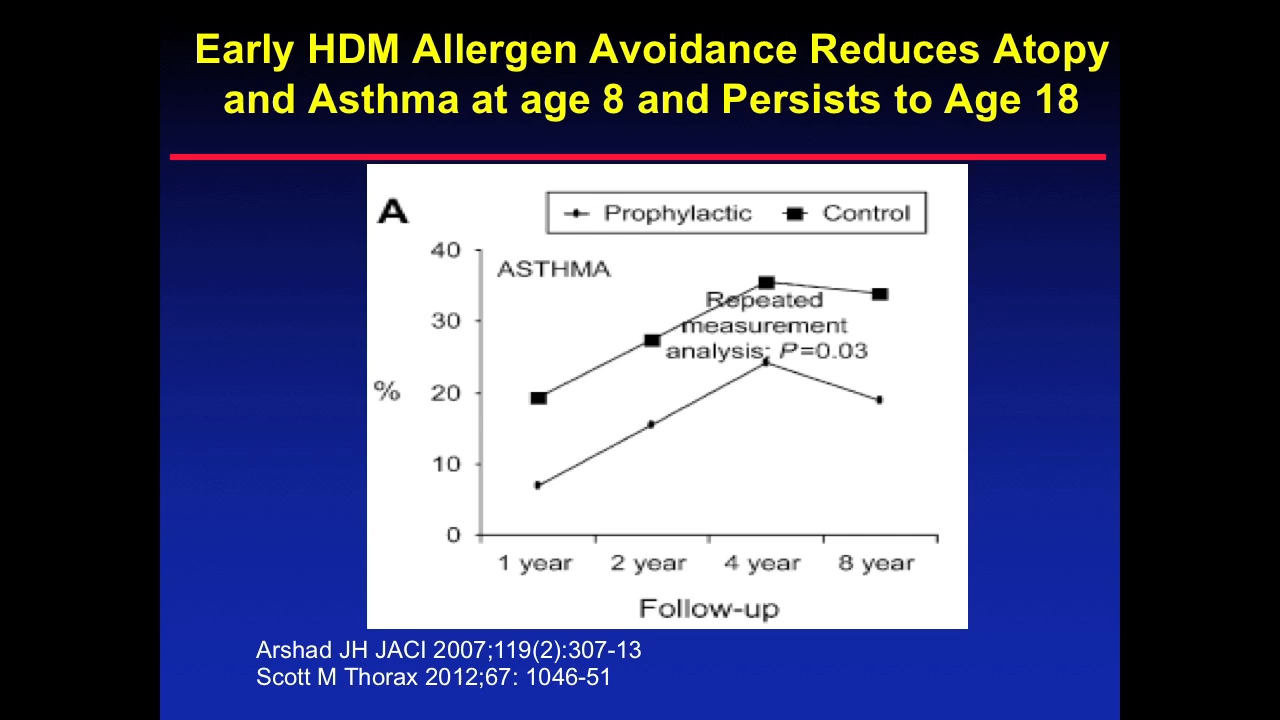 Early HDM Allergen Avoidance Reduces Atopy
and Asthma at age 8 and Persists to Age 18
A
Prophylactic
Control
40
ASTHMA
Repeated
30
measurement
analysis; P=0.03
% 20
10
0
1 year 2 year 4 year 8 year
Follow-up
Arshad JH JACI 2007;119(2):307-13
Scott M Thorax 2012;67: 1046-51